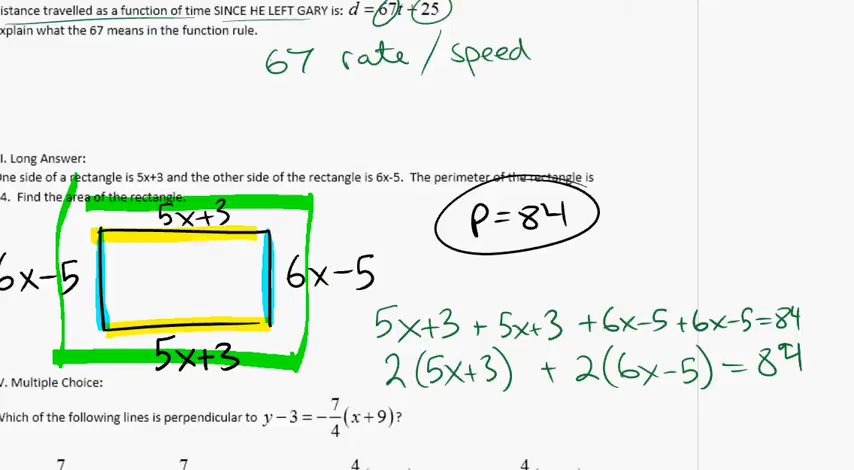 istance travelled as a function of time SINCE HE LEFT GARY is: d = 67t + 25
xplain what the 67 means in the function rule.
67 rate / speed
I. Long Answer:
One side of a rectangle is 5x+3 and the other side of the rectangle is 6x-5. The perimeter of the rectangle is
4. Find the area of the rectangle.
5x+3
P = 84
6x-5
6x-5
5x+3 + 5x+3 + 6x-5 + 6x-5 = 84
5x+3
2(5x+3) + 2(6x-5) = 84
V. Multiple Choice:
Which of the following lines is perpendicular to y - 3 = -7/4(x + 9)?
7 7 4 4